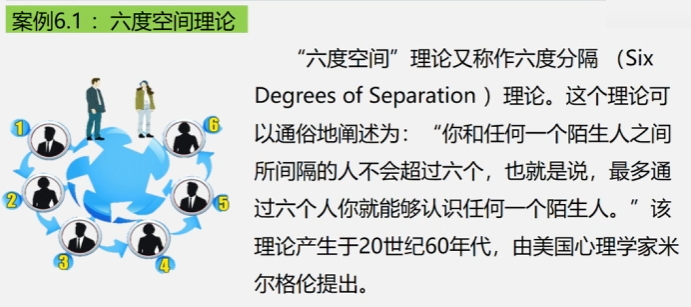 案例6.1 ：六度空间理论
“六度空间”理论又称作六度分隔 （Six
Degrees of Separation ）理论。这个理论可
以通俗地阐述为： “你和任何一个陌生人之间
所间隔的人不会超过六个，也就是说，最多通
过六个人你就能够认识任何一个陌生人。”该
理论产生于20世纪60年代，由美国心理学家米
尔格伦提出。
1
6
2
5
3
4